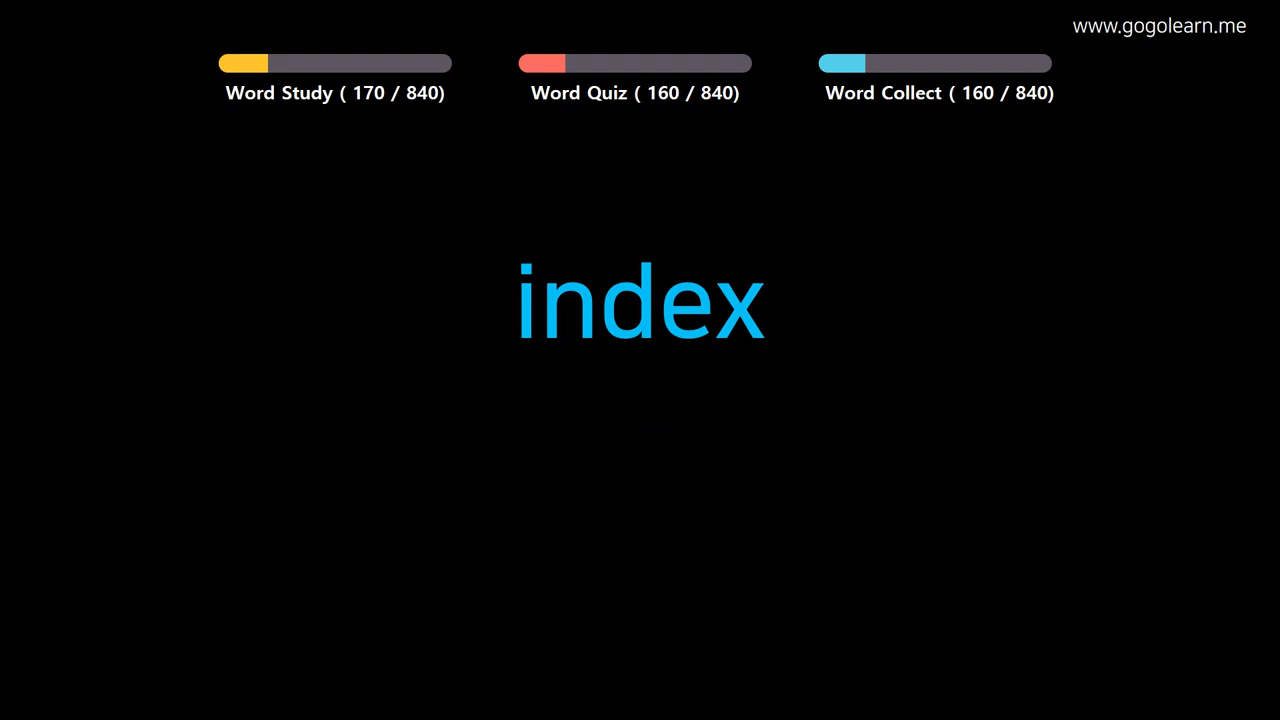 www.gogolearn.me
Word Study ( 170 / 840)
Word Quiz ( 160 / 840)
Word Collect ( 160 / 840)
index